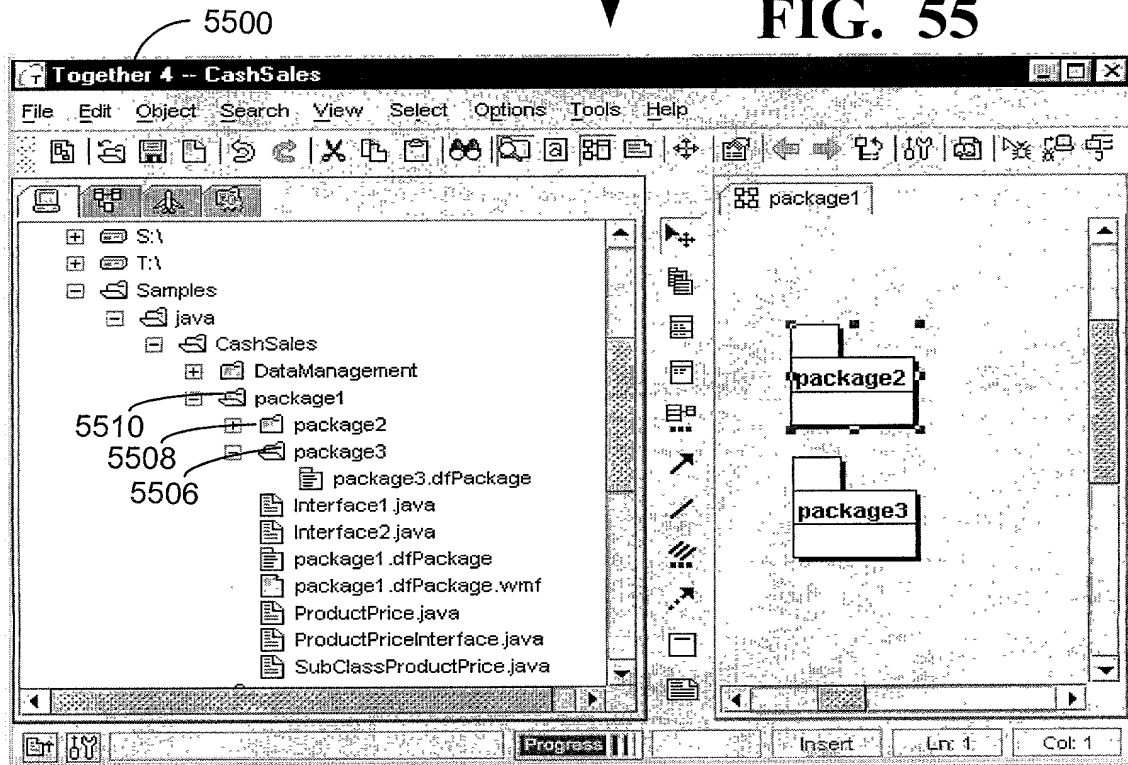 5500
FIG. 55
Together 4 -- CashSales
File Edit Object Search View Select Options Tools Help
S:\
T:\
Samples
java
CashSales
DataManagement
package1
package2
package3
package3.dfPackage
Interface1.java
Interface2.java
package1.dfPackage
package1.dfPackage.wmf
ProductPrice.java
ProductPriceInterface.java
SubClassProductPrice.java
5510
5508
5506
package1
package2
package3
Progress
Insert
Ln: 1
Col: 1